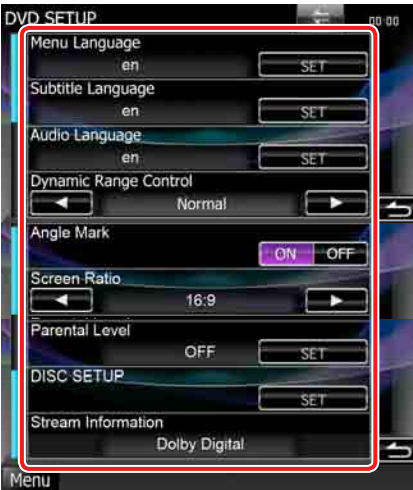 DVD SETUP 00:00
Menu Language
en SET
Subtitle Language
en SET
Audio Language
en SET
Dynamic Range Control
Normal
Angle Mark
ON OFF
Screen Ratio
16:9
Parental Level
OFF SET
DISC SETUP
SET
Stream Information
Dolby Digital
Menu